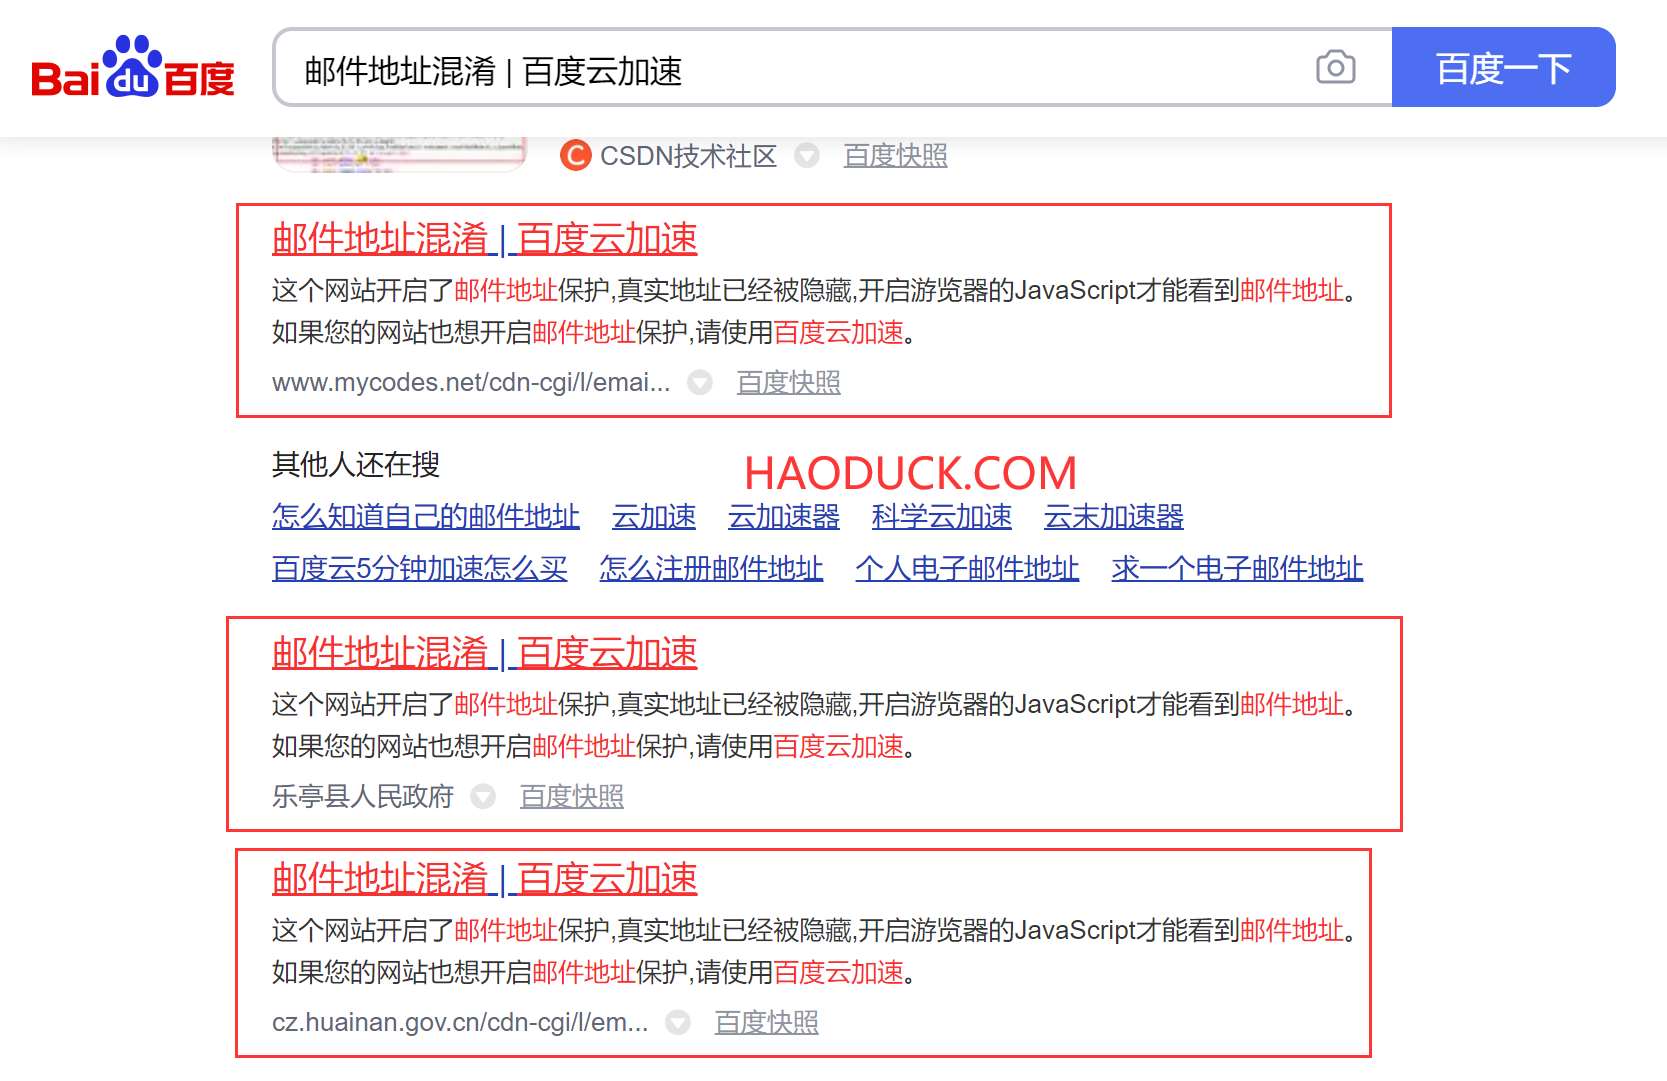 Bai du 百度
邮件地址混淆 | 百度云加速
百度一下
CSDN技术社区 百度快照
邮件地址混淆 | 百度云加速
这个网站开启了邮件地址保护,真实地址已经被隐藏,开启游览器的JavaScript才能看到邮件地址。
如果您的网站也想开启邮件地址保护,请使用百度云加速。
www.mycodes.net/cdn-cgi/l/emai... 百度快照
其他人还在搜
HAODUCK.COM
怎么知道自己的邮件地址 云加速 云加速器 科学云加速 云末加速器
百度云5分钟加速怎么买 怎么注册邮件地址 个人电子邮件地址 求一个电子邮件地址
邮件地址混淆 | 百度云加速
这个网站开启了邮件地址保护,真实地址已经被隐藏,开启游览器的JavaScript才能看到邮件地址。
如果您的网站也想开启邮件地址保护,请使用百度云加速。
乐亭县人民政府 百度快照
邮件地址混淆 | 百度云加速
这个网站开启了邮件地址保护,真实地址已经被隐藏,开启游览器的JavaScript才能看到邮件地址。
如果您的网站也想开启邮件地址保护,请使用百度云加速。
cz.huainan.gov.cn/cdn-cgi/l/em... 百度快照